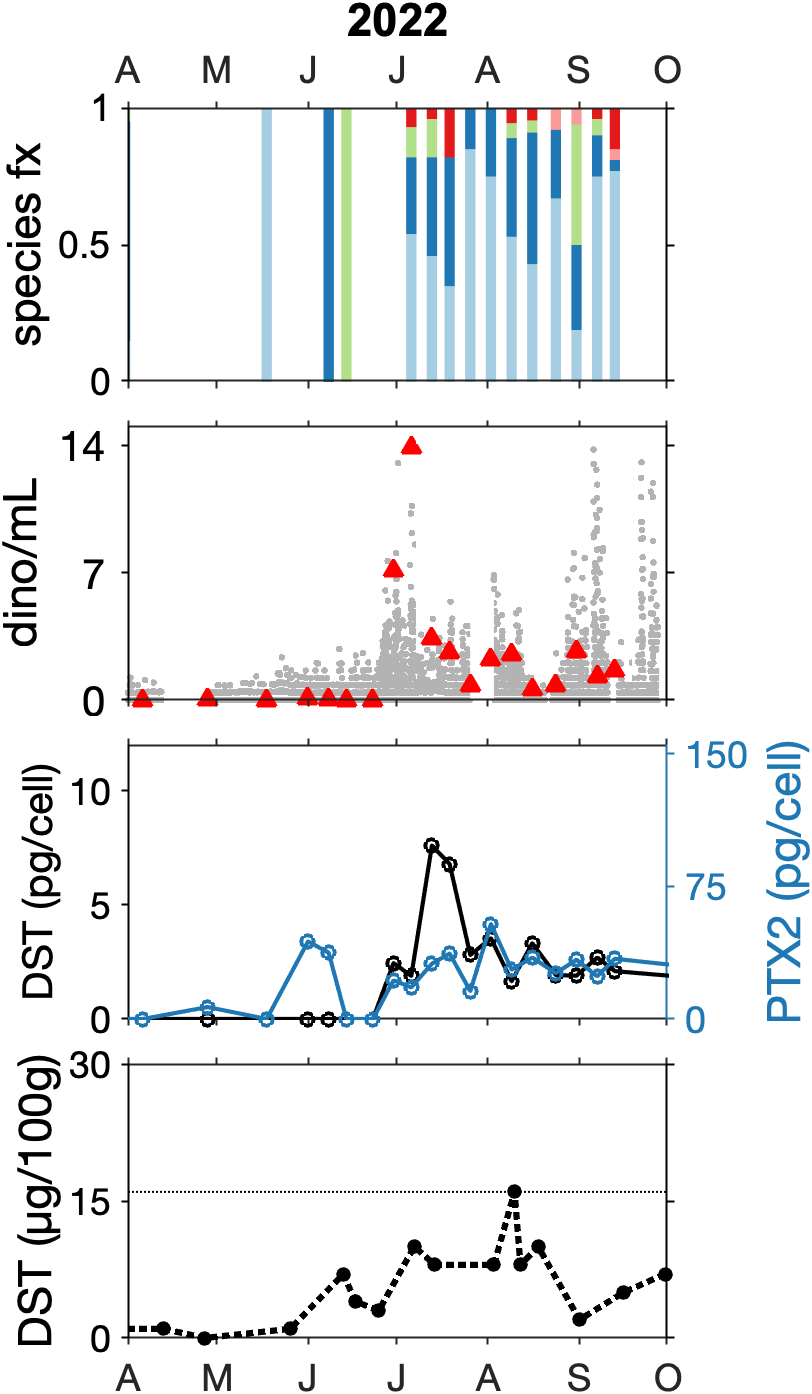 2022
A M J J A S O
1
species fx
0.5
0
14
dino/mL
7
0
150
10
DST (pg/cell)
PTX2 (pg/cell)
75
5
0 0
30
DST (µg/100g)
15
0
A M J J A S O